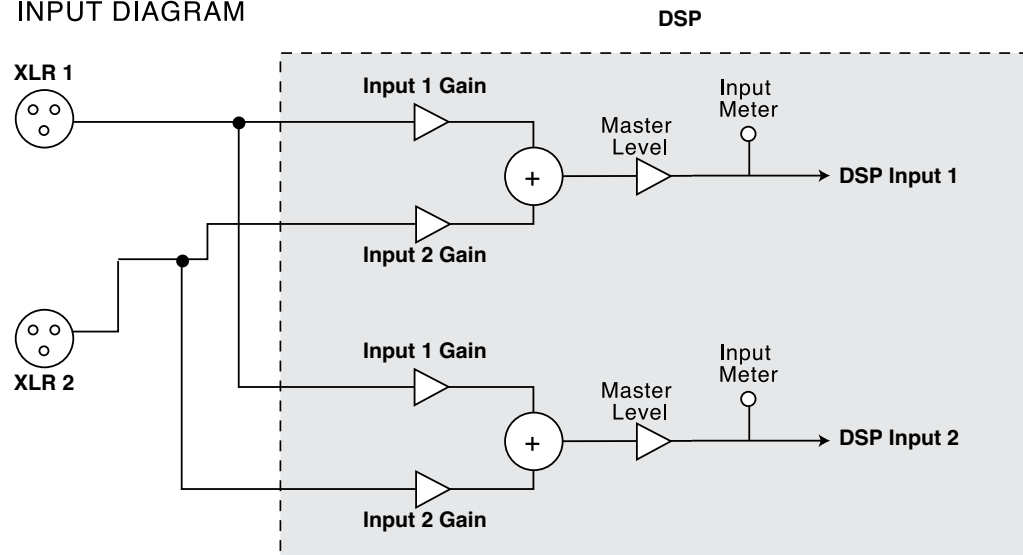 INPUT DIAGRAM
DSP
XLR 1
Input 1 Gain
Input
Meter
Master
Level
+
DSP Input 1
Input 2 Gain
XLR 2
Input 1 Gain
Input
Meter
Master
Level
+
DSP Input 2
Input 2 Gain